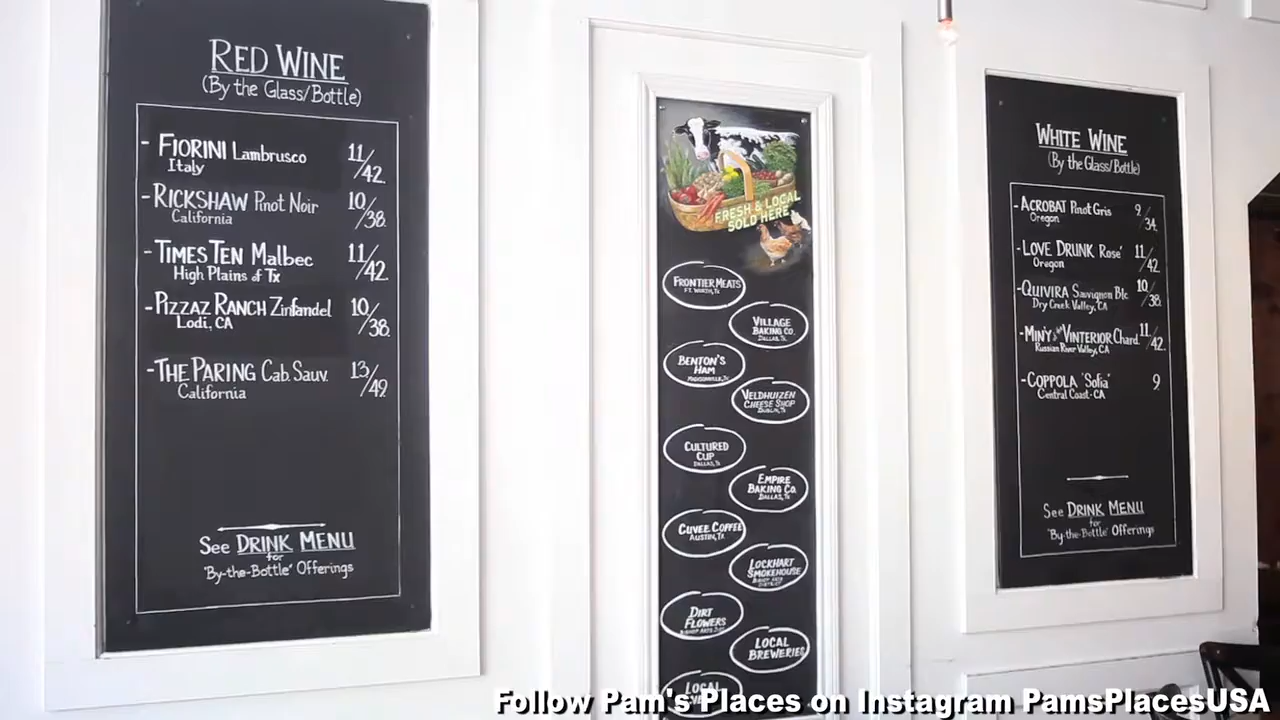 RED WINE
(By the Glass/Bottle)
- FIORINI Lambrusco 11/42.
Italy
- RICKSHAW Pinot Noir 10/38.
California
- TIMES TEN Malbec 11/42.
High Plains of Tx
- PIZZAZ RANCH Zinfandel 10/38.
Lodi, CA
- THE PARING Cab. Sauv. 13/49.
California
See DRINK MENU
for
"By-the-Bottle" Offerings
FRESH & LOCAL
SOLD HERE
FRONTIER MEATS
FT. WORTH, TX
VILLAGE
BAKING CO.
DALLAS, TX
BENTON'S
HAM
VELDHUIZEN
CHEESE SHOP
DUBLIN, TX
CULTURED
CUP
DALLAS, TX
EMPIRE
BAKING CO.
DALLAS, TX
CUVEE COFFEE
AUSTIN, TX
LOCKHART
SMOKEHOUSE
BISHOP ARTS
DISTRICT
DIRT
FLOWERS
BISHOP ARTS DIST.
LOCAL
BREWERIES
LOCAL
WHITE WINE
(By the Glass/Bottle)
- ACROBAT Pinot Gris 9/34.
Oregon
- LOVE DRUNK Rose' 11/42
Oregon
- QUIVIRA Sauvignon Blc 10/38.
Dry Creek Valley, CA
- MINY VINTERIOR Chard. 11/42.
Russian River Valley, CA
- COPPOLA "Sofia" 9
Central Coast-CA
See DRINK MENU
for
"By-the-Bottle" Offerings
Follow Pam's Places on Instagram PamsPlacesUSA